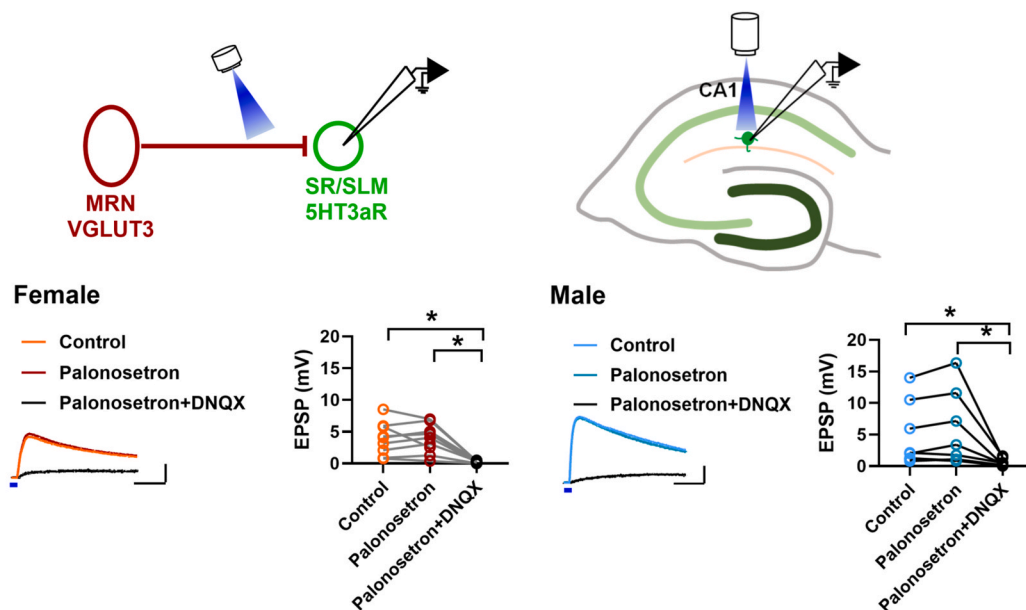 MRN
VGLUT3
SR/SLM
5HT3aR
CA1
Female
Control
Palonosetron
Palonosetron+DNQX
*
*
EPSP (mV)
20
15
10
5
0
Control
Palonosetron
Palonosetron+DNQX
Male
Control
Palonosetron
Palonosetron+DNQX
*
*
EPSP (mV)
20
15
10
5
0
Control
Palonosetron
Palonosetron+DNQX